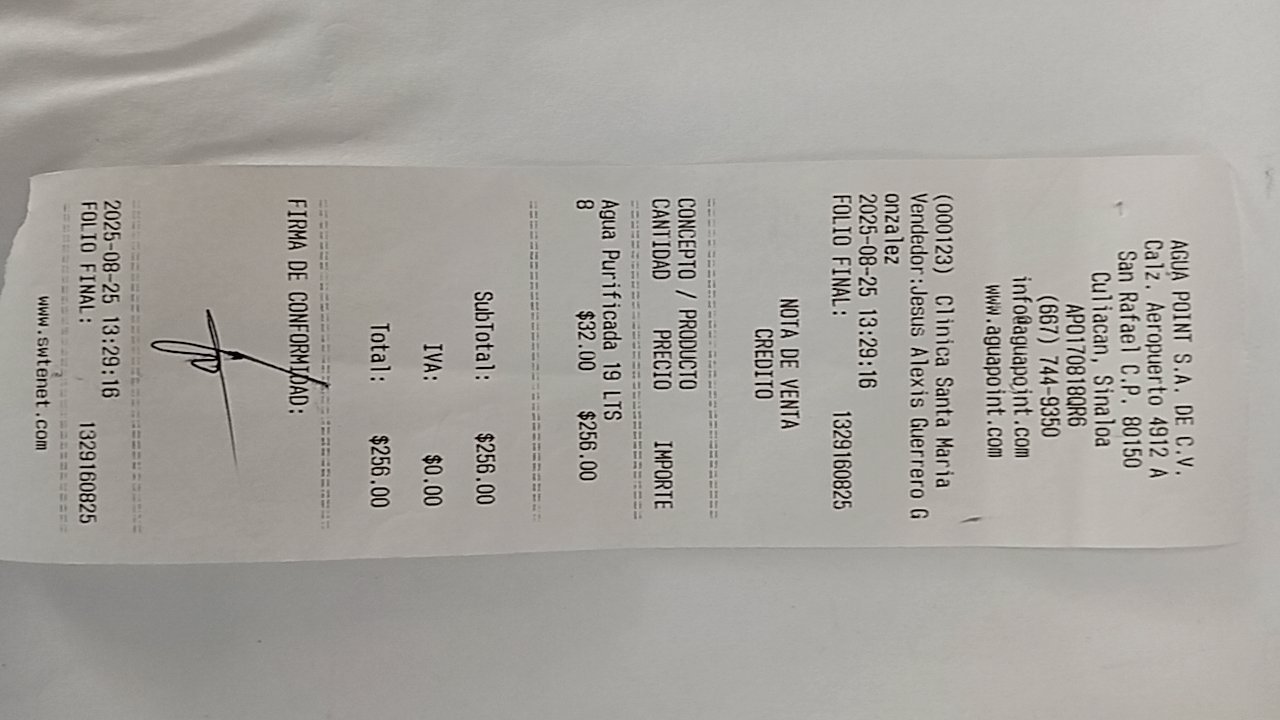 AGUA POINT S.A. DE C.V.
Calz. Aeropuerto 4912 A
San Rafael C.P. 80150
Culiacan, Sinaloa
APO1708180R6
(667) 744-9350
info@aguapoint.com
www.aguapoint.com
(000123) Clinica Santa Maria
Vendedor:Jesus Alexis Guerrero G
onzalez
2025-08-25 13:29:16
FOLIO FINAL: 1329160825
NOTA DE VENTA
CREDITO
CONCEPTO / PRODUCTO
CANTIDAD PRECIO IMPORTE
Agua Purificada 19 LTS
8 $32.00 $256.00
SubTotal: $256.00
IVA: $0.00
Total: $256.00
FIRMA DE CONFORMIDAD:
2025-08-25 13:29:16
FOLIO FINAL: 1329160825
www.swtenet.com